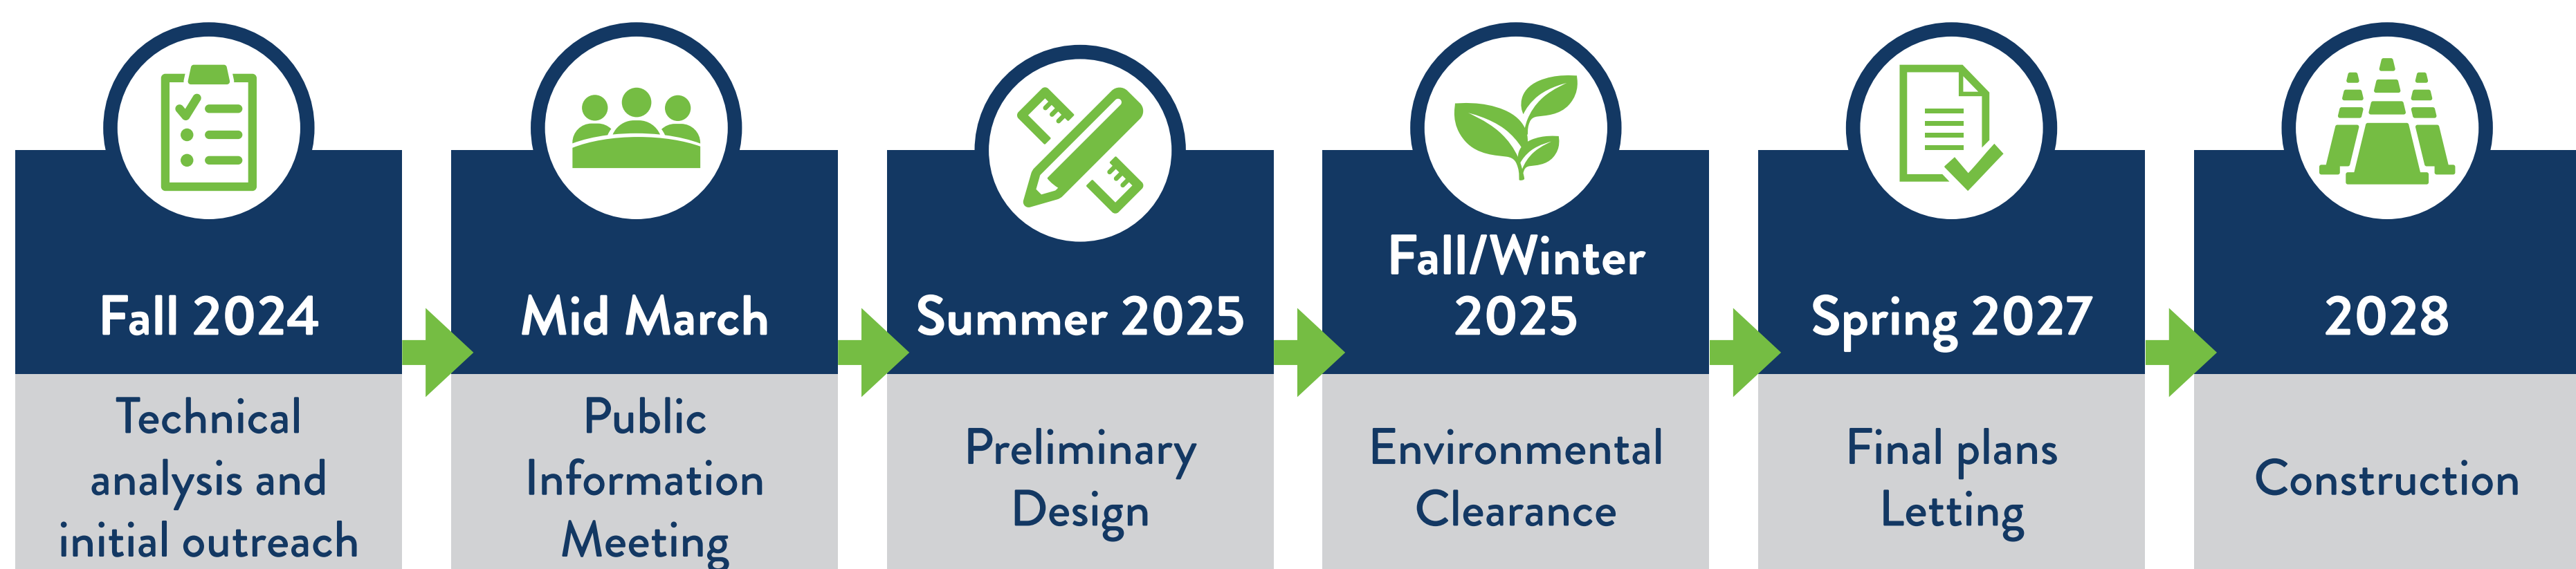 Fall 2024
Technical
analysis and
initial outreach
Mid March
Public
Information
Meeting
Summer 2025
Preliminary
Design
Fall/Winter
2025
Environmental
Clearance
Spring 2027
Final plans
Letting
2028
Construction